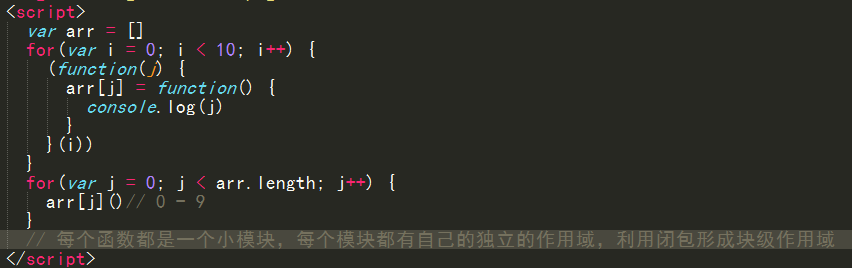 <script>
var arr = []
for(var i = 0; i < 10; i++) {
(function(j) {
arr[j] = function() {
console.log(j)
}
}(i))
}
for(var j = 0; j < arr.length; j++) {
arr[j]()// 0 - 9
}
// 每个函数都是一个小模块，每个模块都有自己的独立的作用域，利用闭包形成块级作用域
</script>